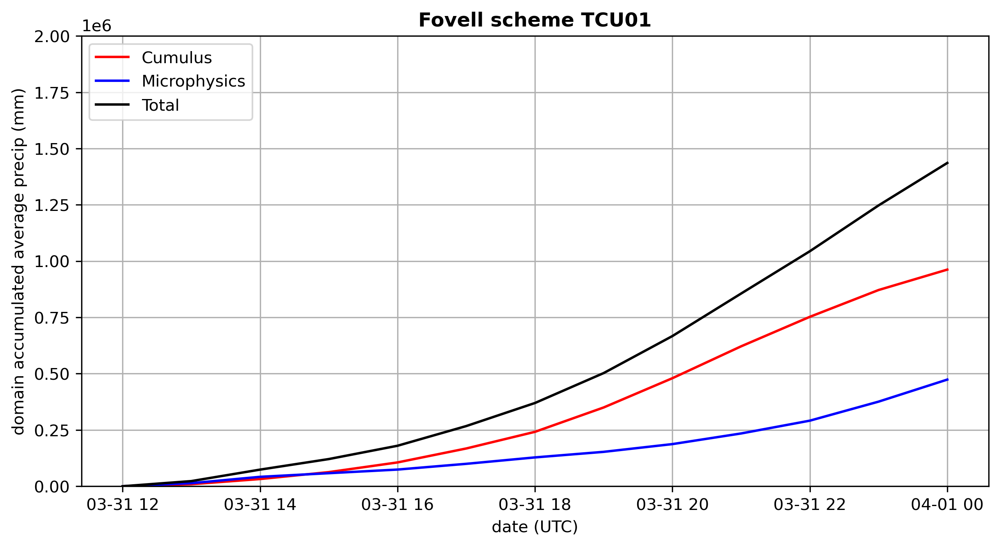 Fovell scheme TCU01
1e6
2.00
1.75
1.50
1.25
1.00
0.75
0.50
0.25
0.00
domain accumulated average precip (mm)
Cumulus
Microphysics
Total
03-31 12
03-31 14
03-31 16
03-31 18
03-31 20
03-31 22
04-01 00
date (UTC)